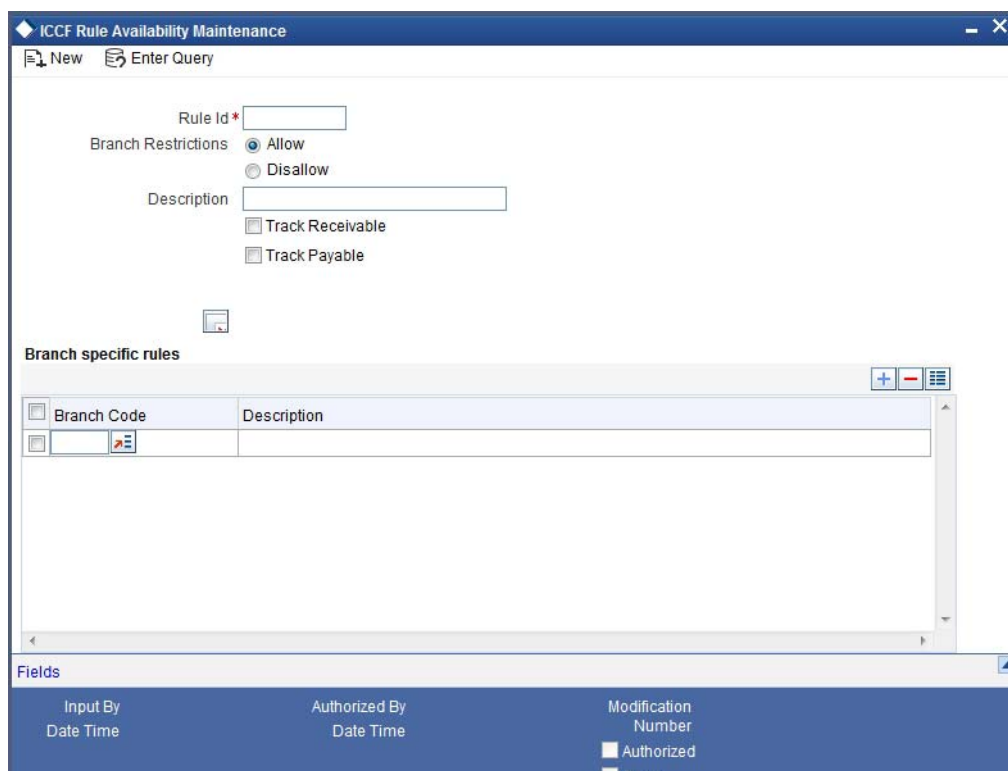 ICCF Rule Availability Maintenance
New Enter Query
Rule Id *
Branch Restrictions Allow
Disallow
Description
Track Receivable
Track Payable
Branch specific rules
Branch Code Description
Fields
Input By Authorized By Modification
Number
Date Time Date Time
Authorized